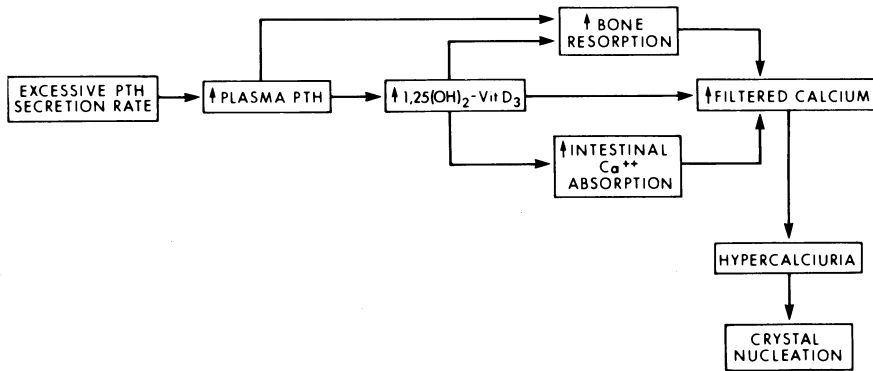 EXCESSIVE PTH
SECRETION RATE
↑ PLASMA PTH
↑ 1,25(OH)₂-Vit D₃
↑ BONE
RESORPTION
↑ INTESTINAL
Ca⁺⁺
ABSORPTION
↑ FILTERED CALCIUM
HYPERCALCIURIA
CRYSTAL
NUCLEATION